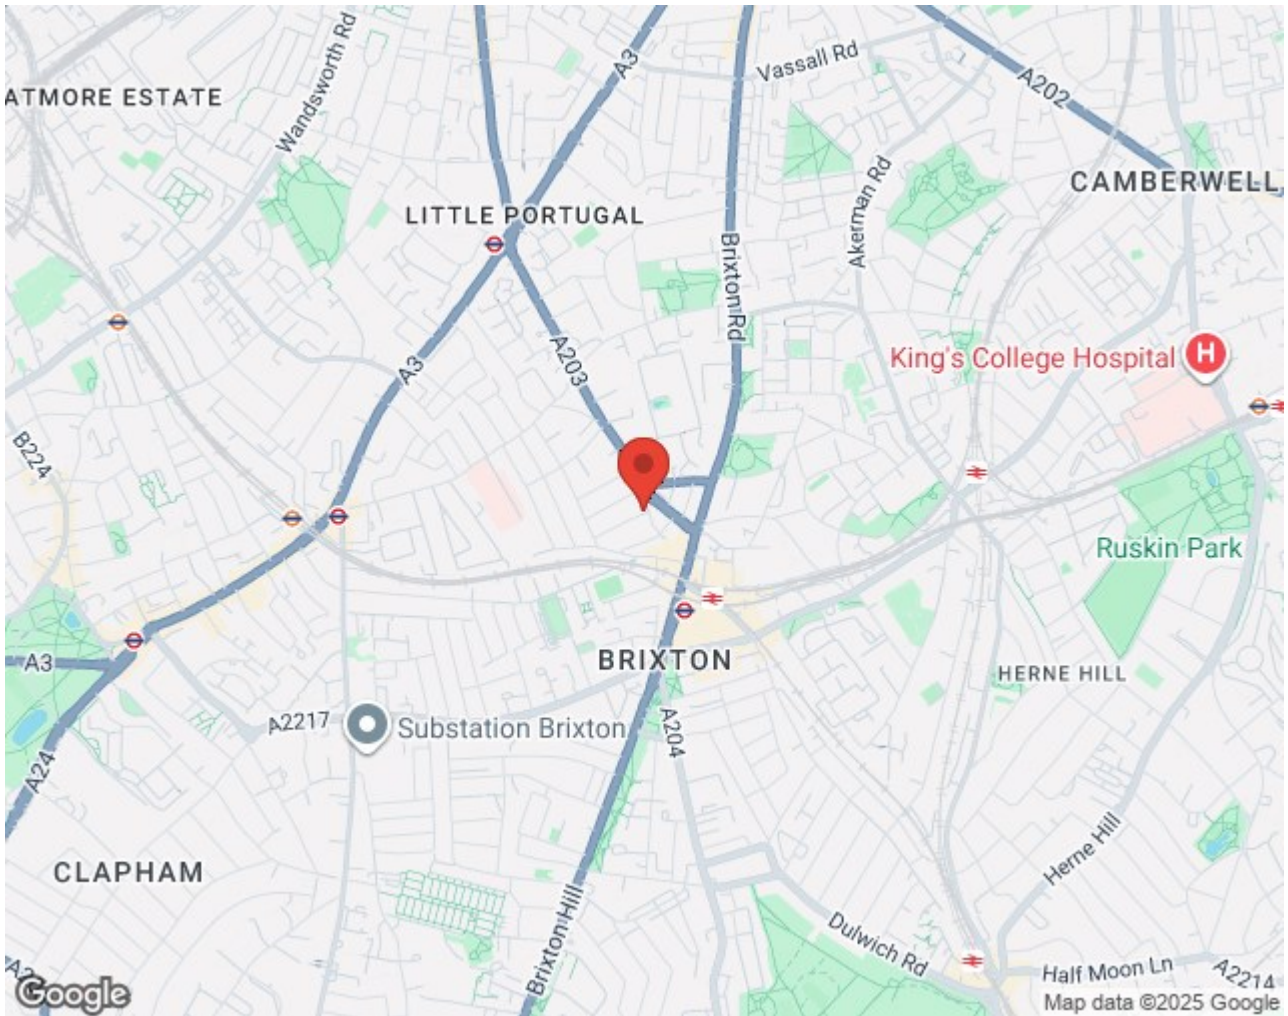 Wandsworth Rd
A3
Vassall Rd
A202
ATMORE ESTATE
CAMBERWELL
LITTLE PORTUGAL
Akerman Rd
Brixton Rd
A203
A3
King's College Hospital
H
B224
Ruskin Park
BRIXTON
A3
HERNE HILL
A2217
Substation Brixton
A204
A24
CLAPHAM
Herne Hill
Brixton Hill
Dulwich Rd
Half Moon Ln
A2214
Google
Map data ©2025 Google